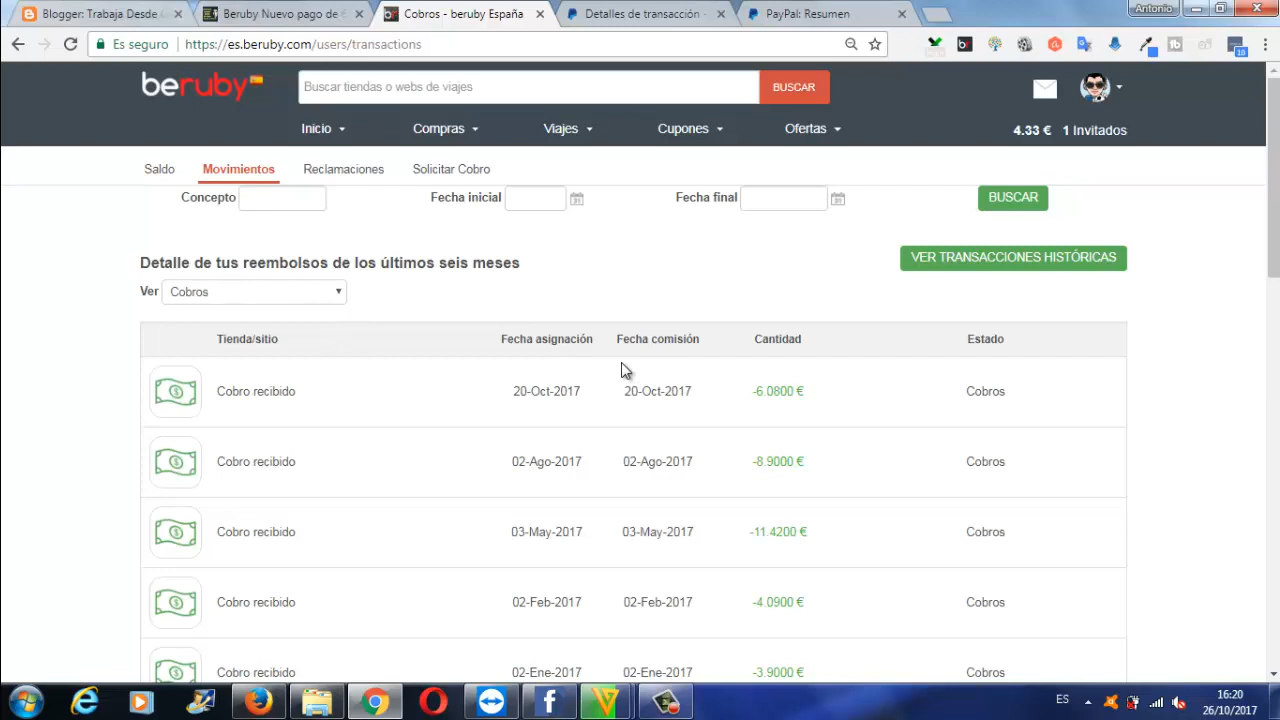 Blogger: Trabaja Desde C
Beruby Nuevo pago de €
Cobros - beruby España
Detalles de transacción -
PayPal: Resumen
Antonio
Es seguro
https://es.beruby.com/users/transactions
10
beruby
Buscar tiendas o webs de viajes
BUSCAR
Inicio
Compras
Viajes
Cupones
Ofertas
4.33 € 1 Invitados
Saldo
Movimientos
Reclamaciones
Solicitar Cobro
Concepto
Fecha inicial
Fecha final
BUSCAR
Detalle de tus reembolsos de los últimos seis meses
VER TRANSACCIONES HISTÓRICAS
Ver Cobros
Tienda/sitio Fecha asignación Fecha comisión Cantidad Estado
Cobro recibido 20-Oct-2017 20-Oct-2017 -6.0800 € Cobros
Cobro recibido 02-Ago-2017 02-Ago-2017 -8.9000 € Cobros
Cobro recibido 03-May-2017 03-May-2017 -11.4200 € Cobros
Cobro recibido 02-Feb-2017 02-Feb-2017 -4.0900 € Cobros
Cobro recibido 02-Ene-2017 02-Ene-2017 -3.9000 € Cobros
ES
16:20
26/10/2017